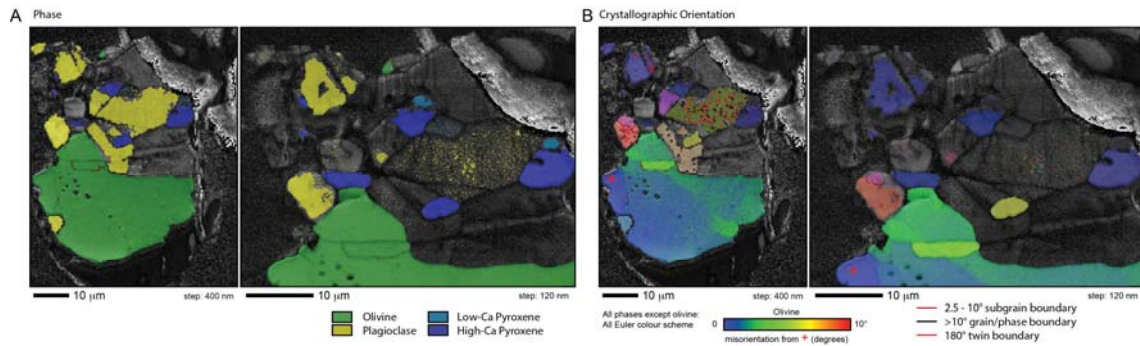 A Phase
B Crystallographic Orientation
10 µm
step: 400 nm
10 µm
step: 120 nm
10 µm
step: 400 nm
10 µm
step: 120 nm
Olivine
Plagioclase
Low-Ca Pyroxene
High-Ca Pyroxene
All phases except olivine:
All Euler colour scheme
Olivine
0
10°
misorientation from + (degrees)
2.5 - 10° subgrain boundary
>10° grain/phase boundary
180° twin boundary